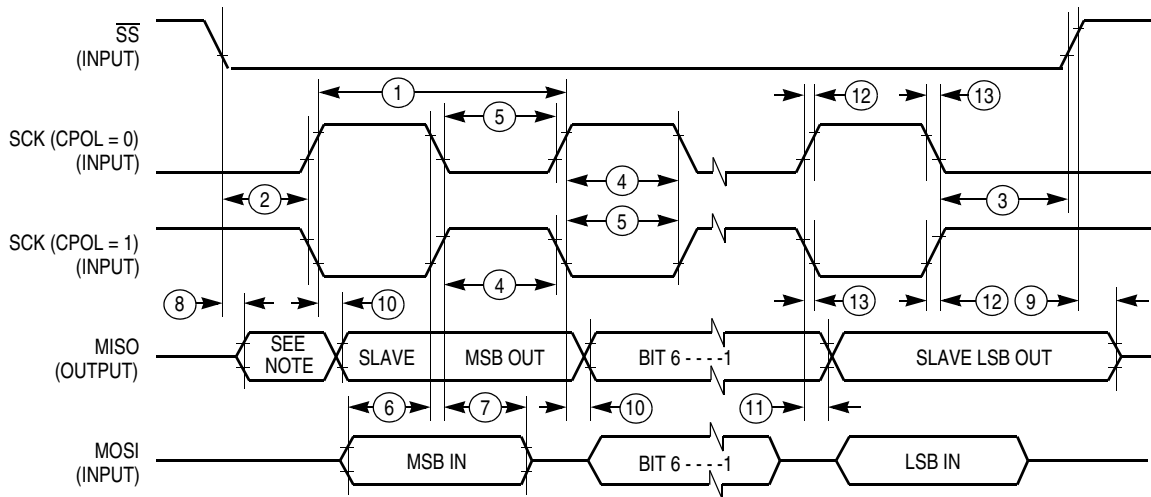 SS
(INPUT)
1
12
13
5
SCK (CPOL = 0)
(INPUT)
2
4
3
5
SCK (CPOL = 1)
(INPUT)
4
8
10
13
12
9
MISO
(OUTPUT)
SEE
NOTE
SLAVE
MSB OUT
BIT 6 - - - - 1
SLAVE LSB OUT
6
7
10
11
MOSI
(INPUT)
MSB IN
BIT 6 - - - - 1
LSB IN